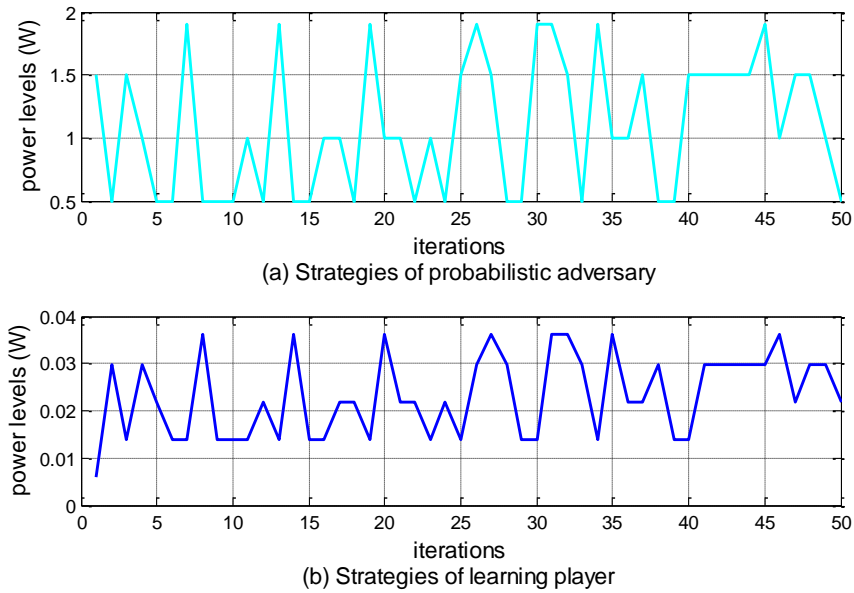 power levels (W)
2
1.5
1
0.5
0 5 10 15 20 25 30 35 40 45 50
iterations
(a) Strategies of probabilistic adversary
power levels (W)
0.04
0.03
0.02
0.01
0
0 5 10 15 20 25 30 35 40 45 50
iterations
(b) Strategies of learning player